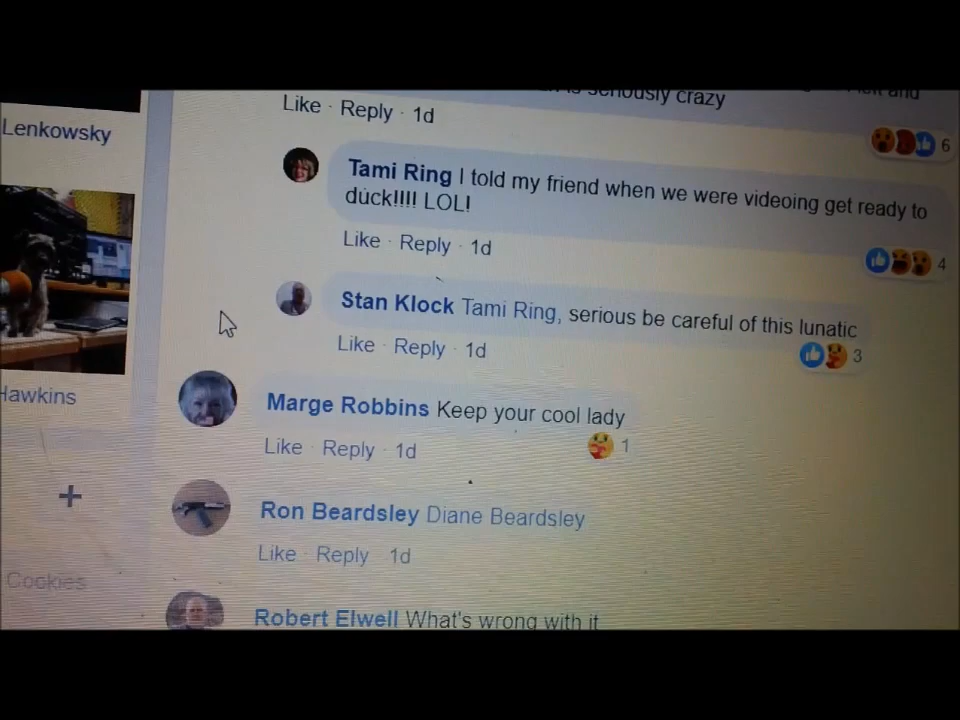 seriously crazy
and
Like · Reply · 1d
6
Lenkowsky
Tami Ring I told my friend when we were videoing get ready to
duck!!!! LOL!
Like · Reply · 1d
4
Stan Klock Tami Ring, serious be careful of this lunatic
Like · Reply · 1d
3
Hawkins
Marge Robbins Keep your cool lady
Like · Reply · 1d
1
+
Ron Beardsley Diane Beardsley
Like · Reply · 1d
Cookies
Robert Elwell What's wrong with it